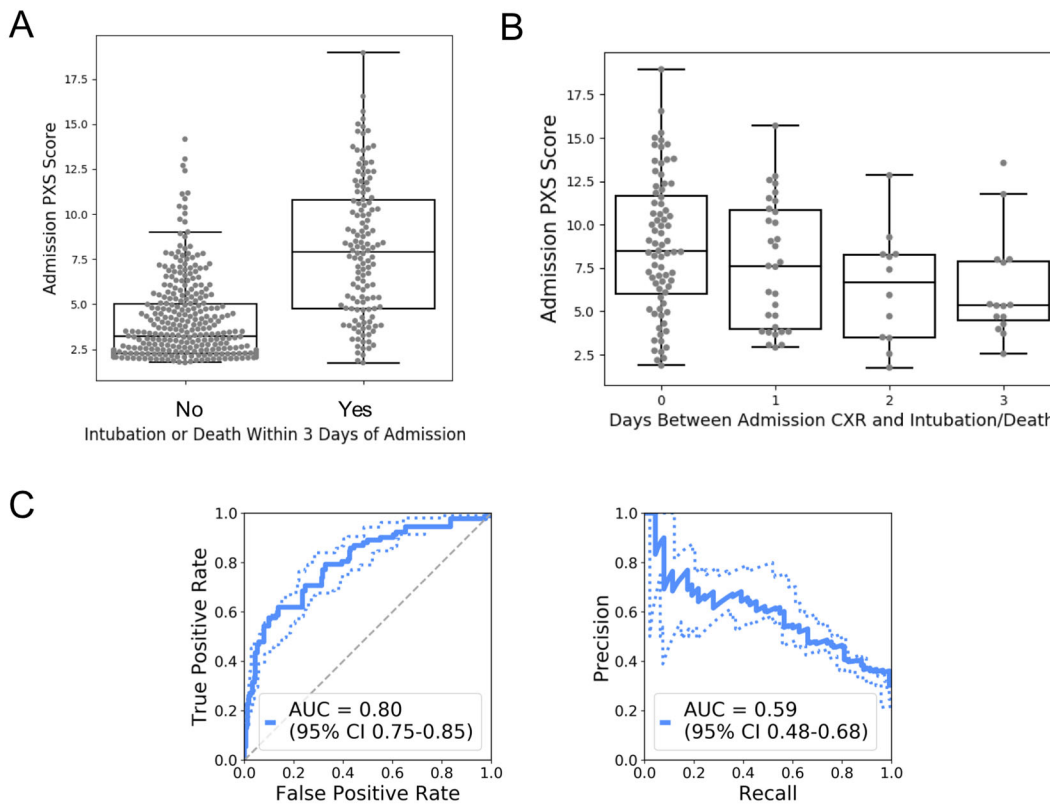 A
Admission PXS Score
17.5
15.0
12.5
10.0
7.5
5.0
2.5
No Yes
Intubation or Death Within 3 Days of Admission
B
Admission PXS Score
17.5
15.0
12.5
10.0
7.5
5.0
2.5
0 1 2 3
Days Between Admission CXR and Intubation/Death
C
True Positive Rate
1.0
0.8
0.6
0.4
0.2
0.0
AUC = 0.80
(95% CI 0.75-0.85)
0.0 0.2 0.4 0.6 0.8 1.0
False Positive Rate
Precision
1.0
0.8
0.6
0.4
0.2
0.0
AUC = 0.59
(95% CI 0.48-0.68)
0.0 0.2 0.4 0.6 0.8 1.0
Recall